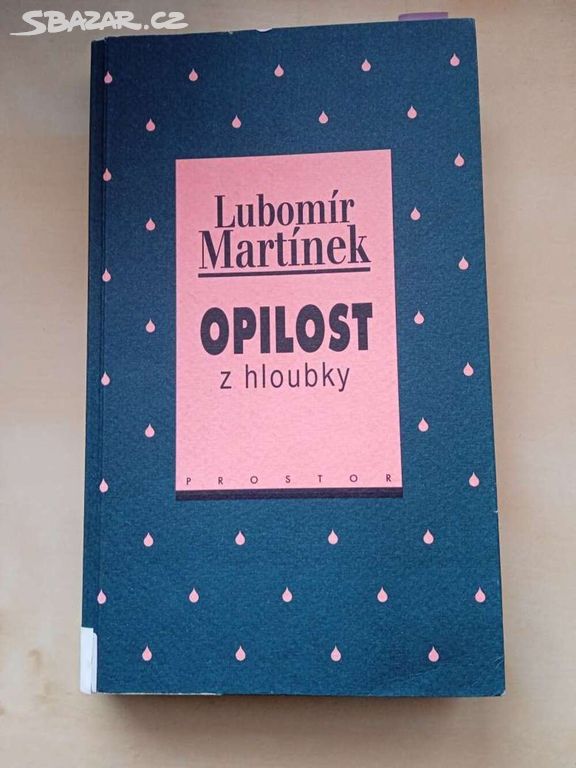 SBAZAR.CZ
Lubomír
Martínek
OPILOST
z hloubky
PROSTOR